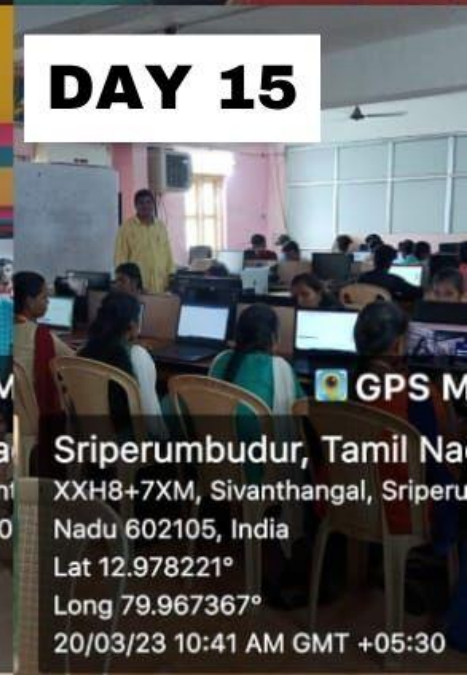 DAY 15
GPS M
Sriperumbudur, Tamil Na
XXH8+7XM, Sivanthangal, Sriperu
Nadu 602105, India
Lat 12.978221°
Long 79.967367°
20/03/23 10:41 AM GMT +05:30